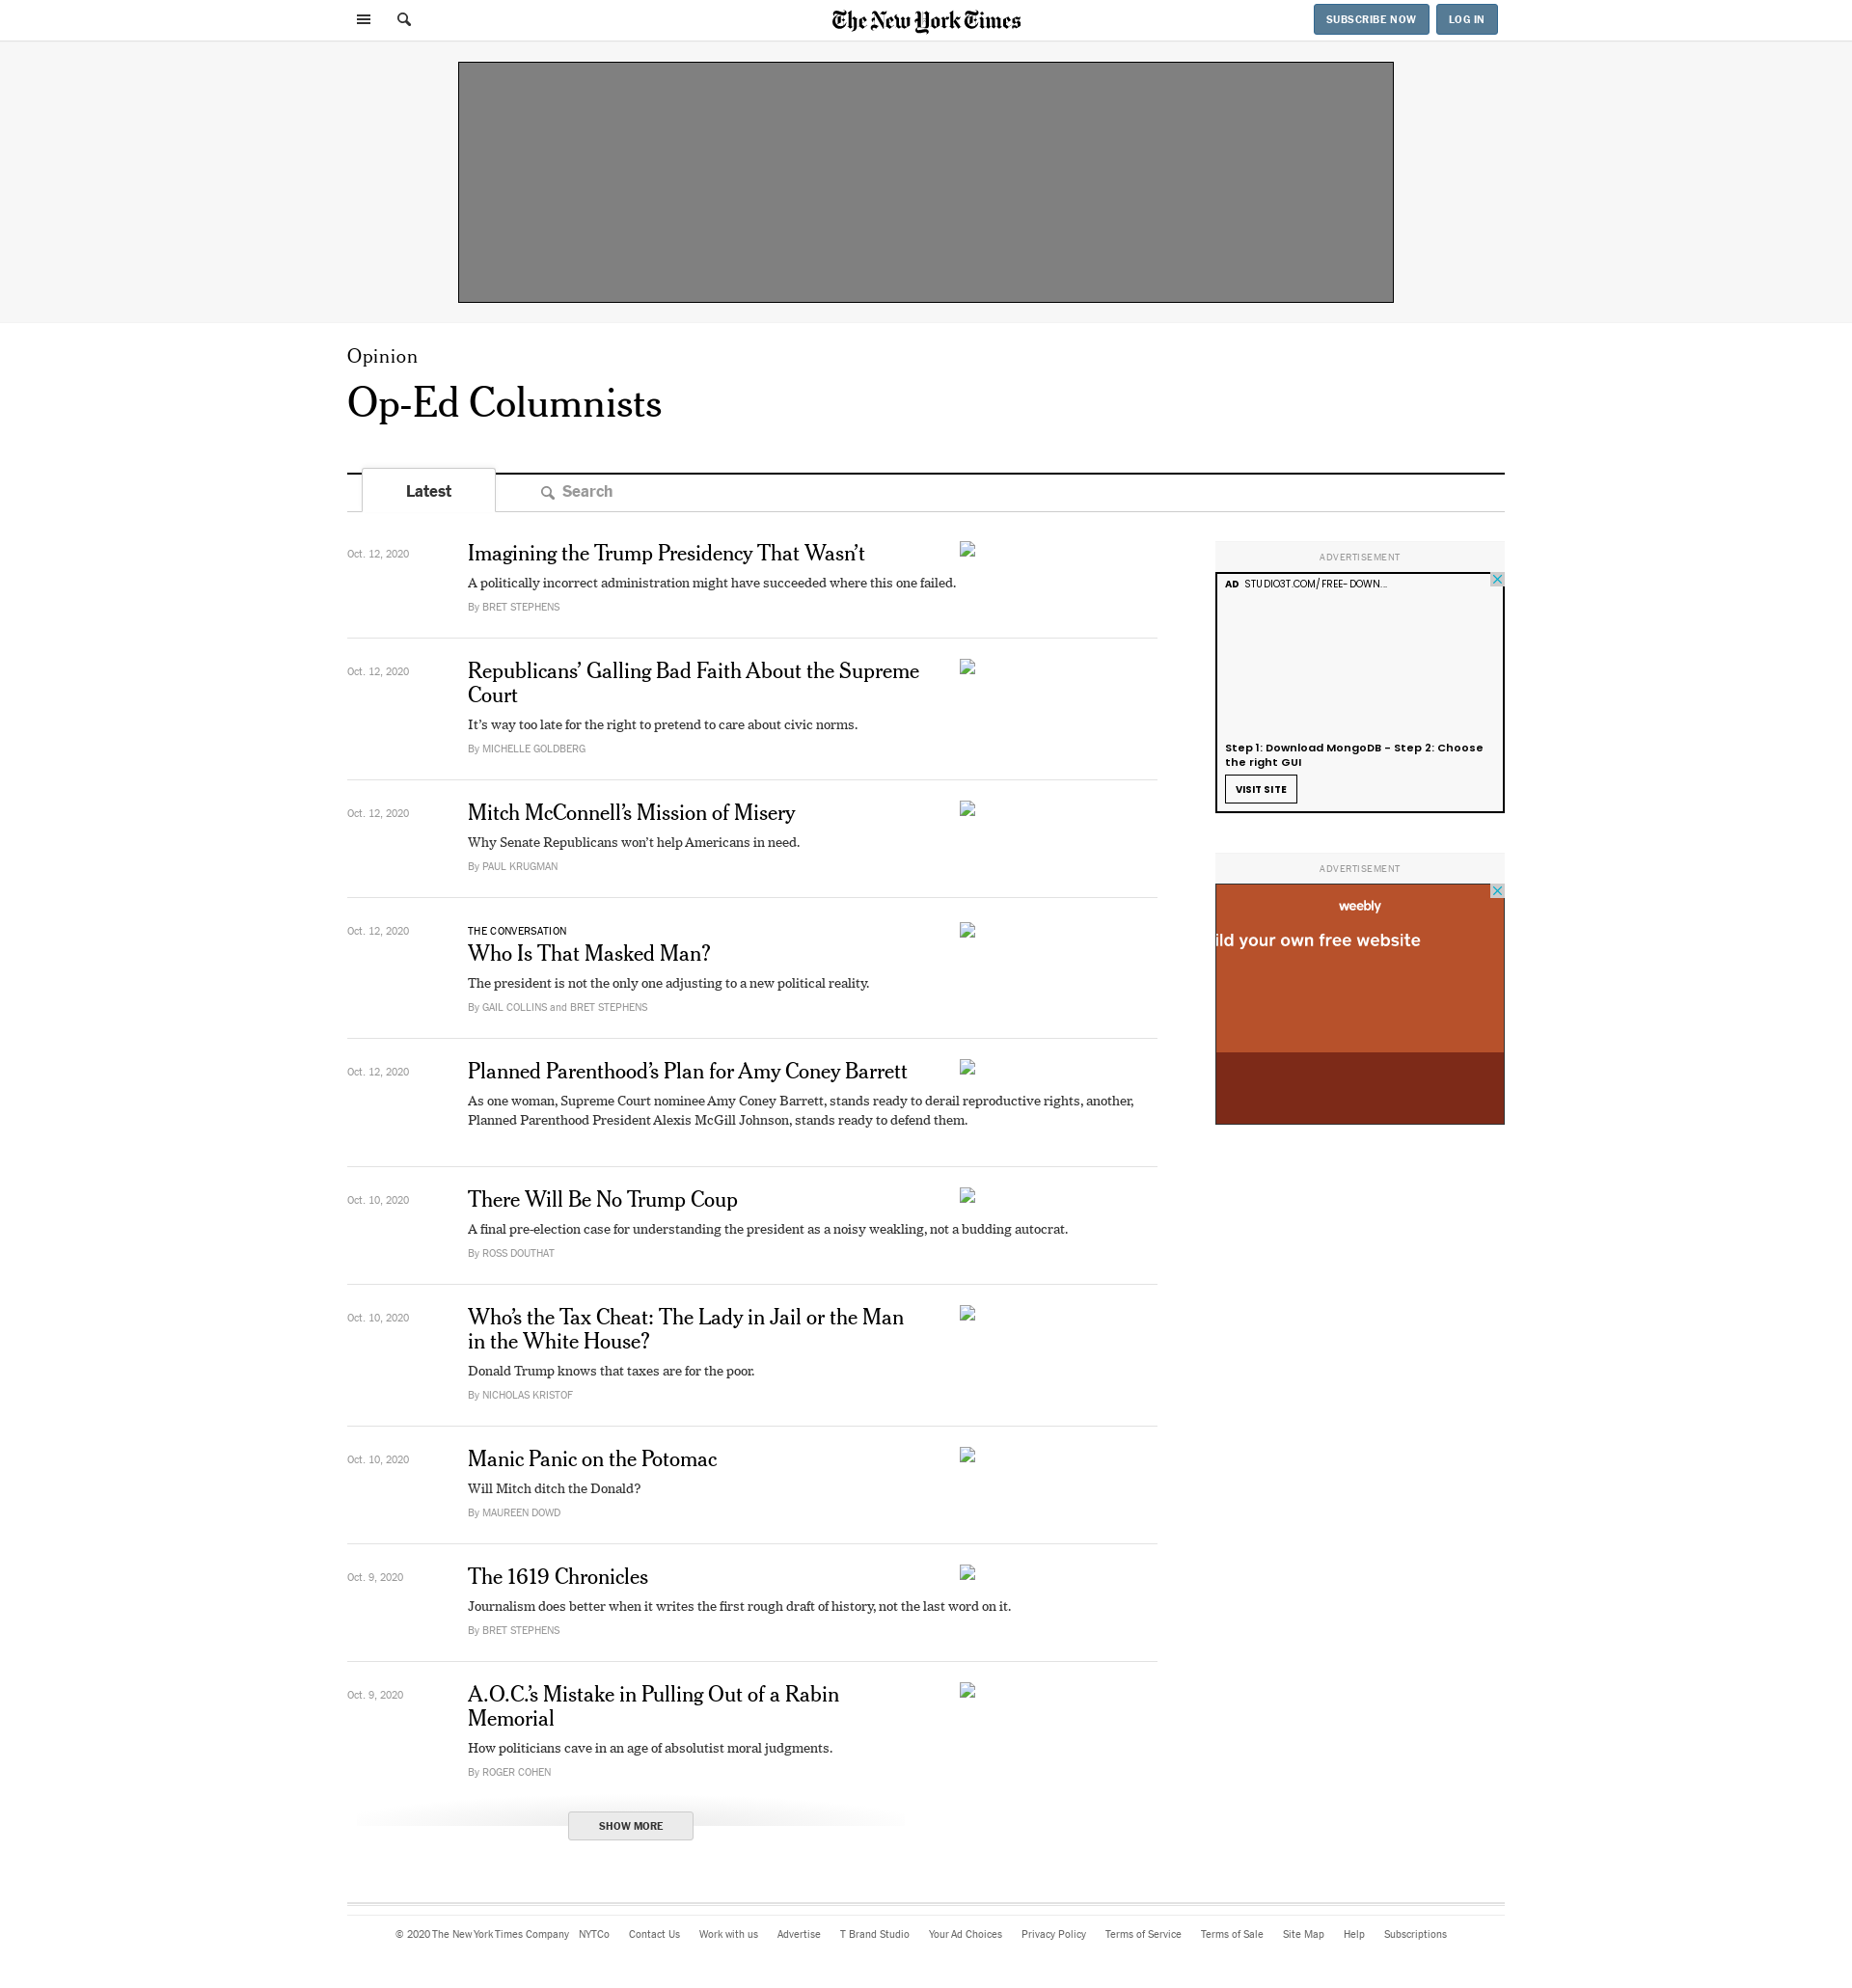 The New York Times
SUBSCRIBE NOW
LOG IN
Opinion
Op-Ed Columnists
Latest
Search
Oct. 12, 2020
Imagining the Trump Presidency That Wasn’t
A politically incorrect administration might have succeeded where this one failed.
By BRET STEPHENS
Oct. 12, 2020
Republicans’ Galling Bad Faith About the Supreme
Court
It’s way too late for the right to pretend to care about civic norms.
By MICHELLE GOLDBERG
Oct. 12, 2020
Mitch McConnell’s Mission of Misery
Why Senate Republicans won’t help Americans in need.
By PAUL KRUGMAN
Oct. 12, 2020
THE CONVERSATION
Who Is That Masked Man?
The president is not the only one adjusting to a new political reality.
By GAIL COLLINS and BRET STEPHENS
Oct. 12, 2020
Planned Parenthood’s Plan for Amy Coney Barrett
As one woman, Supreme Court nominee Amy Coney Barrett, stands ready to derail reproductive rights, another,
Planned Parenthood President Alexis McGill Johnson, stands ready to defend them.
Oct. 10, 2020
There Will Be No Trump Coup
A final pre-election case for understanding the president as a noisy weakling, not a budding autocrat.
By ROSS DOUTHAT
Oct. 10, 2020
Who’s the Tax Cheat: The Lady in Jail or the Man
in the White House?
Donald Trump knows that taxes are for the poor.
By NICHOLAS KRISTOF
Oct. 10, 2020
Manic Panic on the Potomac
Will Mitch ditch the Donald?
By MAUREEN DOWD
Oct. 9, 2020
The 1619 Chronicles
Journalism does better when it writes the first rough draft of history, not the last word on it.
By BRET STEPHENS
Oct. 9, 2020
A.O.C.’s Mistake in Pulling Out of a Rabin
Memorial
How politicians cave in an age of absolutist moral judgments.
By ROGER COHEN
SHOW MORE
ADVERTISEMENT
AD STUDIO3T.COM/FREE-DOWN...
Step 1: Download MongoDB - Step 2: Choose
the right GUI
VISIT SITE
ADVERTISEMENT
weebly
ild your own free website
© 2020 The New York Times Company NYTCo Contact Us Work with us Advertise T Brand Studio Your Ad Choices Privacy Policy Terms of Service Terms of Sale Site Map Help Subscriptions